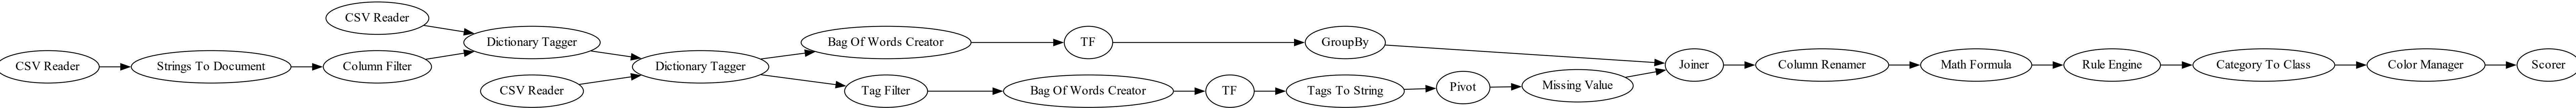 CSV Reader
CSV Reader
Strings To Document
Column Filter
Dictionary Tagger
CSV Reader
Dictionary Tagger
Bag Of Words Creator
TF
GroupBy
Tag Filter
Bag Of Words Creator
TF
Tags To String
Pivot
Missing Value
Joiner
Column Renamer
Math Formula
Rule Engine
Category To Class
Color Manager
Scorer